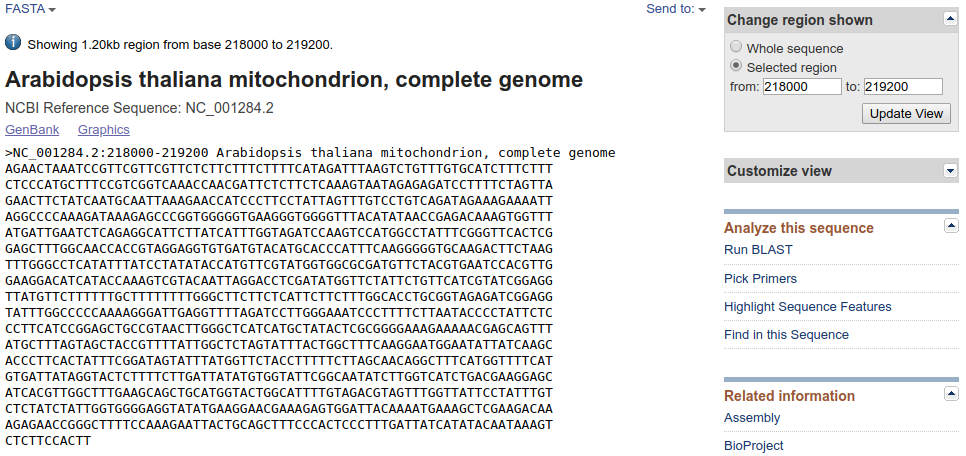 FASTA
Send to:
Showing 1.20kb region from base 218000 to 219200.
Arabidopsis thaliana mitochondrion, complete genome
NCBI Reference Sequence: NC_001284.2
GenBank Graphics
>NC_001284.2:218000-219200 Arabidopsis thaliana mitochondrion, complete genome
AGAACTAAATCCGTTCGTTCGTTCTCTTCTTTCTTTTCATAGATTTAAGTCTGTTTGTGCATCTTTCTTT
CTCCCATGCTTTCCGTCGGTCAAACCAACGATTCTCTTCTCAAAGTAATAGAGAGATCCTTTTCTAGTTA
GAACTTCTATCAATGCAATTAAAGAACCATCCCTTCCTATTAGTTTGTCCTGTCAGATAGAAAGAAAATT
AGGCCCCAAAGATAAAGAGCCCGGTGGGGGTGAAGGGTGGGGTTTACATATAACCGAGACAAAGTGGTTT
ATGATTGAATCTCAGAGGCATTCTTATCATTTGGTAGATCCAAGTCCATGGCCTATTTCGGGTTCACTCG
GAGCTTTGGCAACCACCGTAGGAGGTGTGATGTACATGCACCCATTTCAAGGGGGTGCAAGACTTCTAAG
TTTGGGCCTCATATTTATCCTATATACCATGTTCGTATGGTGGCGCGATGTTCTACGTGAATCCACGTTG
GAAGGACATCATACCAAAGTCGTACAATTAGGACCTCGATATGGTTCTATTCTGTTCATCGTATCGGAGG
TTATGTTCTTTTTTGCTTTTTTTTGGGCTTCTTCTCATTCTTCTTTGGCACCTGCGGTAGAGATCGGAGG
TATTTGGCCCCCAAAAGGGATTGAGGTTTTAGATCCTTGGGAAATCCCTTTTCTTAATACCCCTATTCTC
CCTTCATCCGGAGCTGCCGTAACTTGGGCTCATCATGCTATACTCGCGGGGAAAGAAAAACGAGCAGTTT
ATGCTTTAGTAGCTACCGTTTTATTGGCTCTAGTATTTACTGGCTTTCAAGGAATGGAATATTATCAAGC
ACCCTTCACTATTTCGGATAGTATTTATGGTTCTACCTTTTTCTTAGCAACAGGCTTTCATGGTTTTCAT
GTGATTATAGGTACTCTTTTCTTGATTATATGTGGTATTCGGCAATATCTTGGTCATCTGACGAAGGAGC
ATCACGTTGGCTTTGAAGCAGCTGCATGGTACTGGCATTTTGTAGACGTAGTTTGGTTATTCCTATTTGT
CTCTATCTATTGGTGGGGAGGTATATGAAGGAACGAAAGAGTGGATTACAAAATGAAAGCTCGAAGACAA
AGAGAACCGGGCTTTTCCAAAGAATTACTGCAGCTTTCCCACTCCCTTTGATTATCATATACAATAAAGT
CTCTTCCACTT
Change region shown
Whole sequence
Selected region
from: 218000 to: 219200
Update View
Customize view
Analyze this sequence
Run BLAST
Pick Primers
Highlight Sequence Features
Find in this Sequence
Related information
Assembly
BioProject